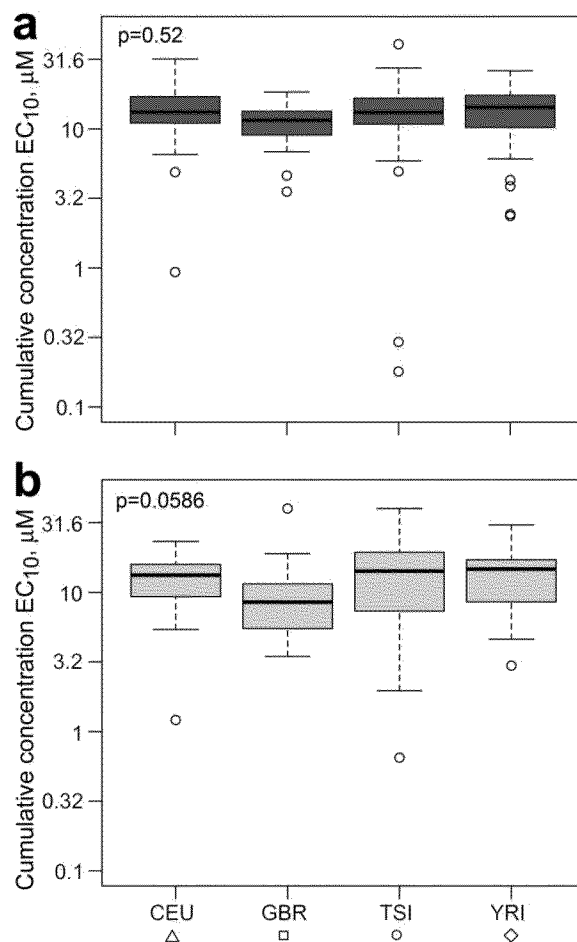 a
p=0.52
Cumulative concentration EC10, µM
31.6
10
3.2
1
0.32
0.1
b
p=0.0586
Cumulative concentration EC10, µM
31.6
10
3.2
1
0.32
0.1
CEU GBR TSI YRI